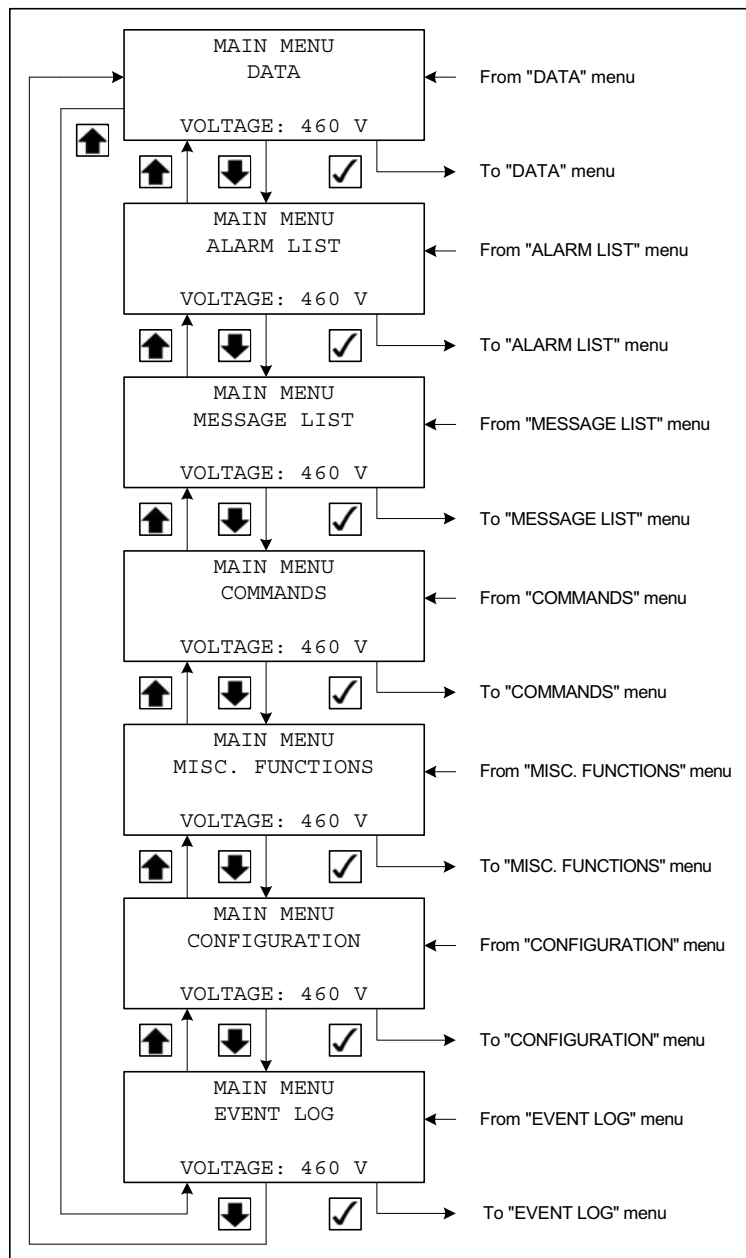 MAIN MENU
DATA
VOLTAGE: 460 V
From "DATA" menu
To "DATA" menu
MAIN MENU
ALARM LIST
VOLTAGE: 460 V
From "ALARM LIST" menu
To "ALARM LIST" menu
MAIN MENU
MESSAGE LIST
VOLTAGE: 460 V
From "MESSAGE LIST" menu
To "MESSAGE LIST" menu
MAIN MENU
COMMANDS
VOLTAGE: 460 V
From "COMMANDS" menu
To "COMMANDS" menu
MAIN MENU
MISC. FUNCTIONS
VOLTAGE: 460 V
From "MISC. FUNCTIONS" menu
To "MISC. FUNCTIONS" menu
MAIN MENU
CONFIGURATION
VOLTAGE: 460 V
From "CONFIGURATION" menu
To "CONFIGURATION" menu
MAIN MENU
EVENT LOG
VOLTAGE: 460 V
From "EVENT LOG" menu
To "EVENT LOG" menu